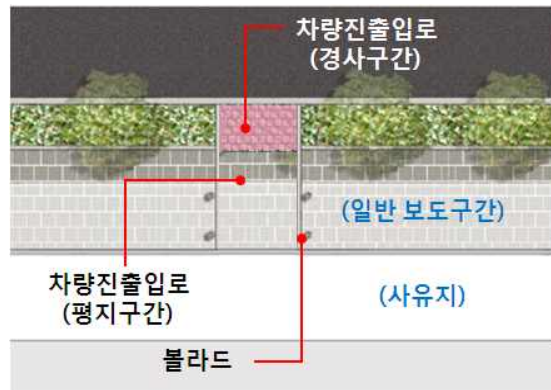 차량진출입로
(경사구간)
(일반 보도구간)
차량진출입로
(평지구간)
(사유지)
볼라드